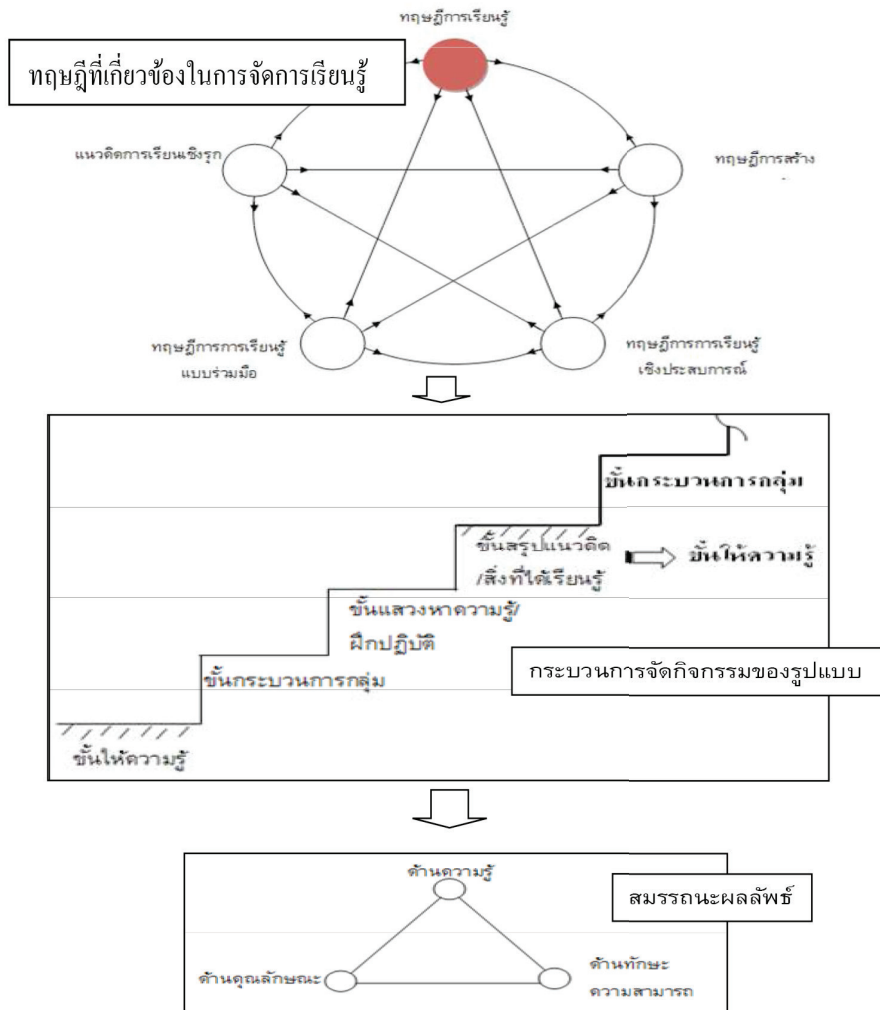 ทฤษฎีการเรียนรู้
ทฤษฎีที่เกี่ยวข้องในการจัดการเรียนรู้
แนวคิดการเรียนเชิงรุก
ทฤษฎีการสร้าง
ทฤษฎีการการเรียนรู้
แบบร่วมมือ
ทฤษฎีการการเรียนรู้
เชิงประสบการณ์
ขั้นกระบวนการกลุ่ม
ขั้นสรุปแนวคิด
/สิ่งที่ได้เรียนรู้
ขั้นให้ความรู้
ขั้นแสวงหาความรู้/
ฝึกปฏิบัติ
กระบวนการจัดกิจกรรมของรูปแบบ
ขั้นกระบวนการกลุ่ม
ขั้นให้ความรู้
ด้านความรู้
สมรรถนะผลลัพธ์
ด้านคุณลักษณะ
ด้านทักษะ
ความสามารถ